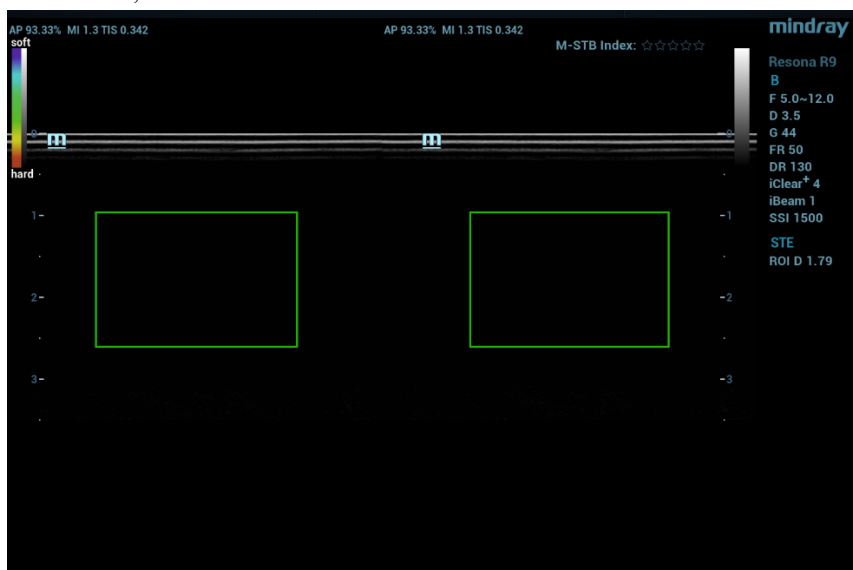 AP 93.33% MI 1.3 TIS 0.342
AP 93.33% MI 1.3 TIS 0.342
mindray
soft
M-STB Index: ☆☆☆☆☆
Resona R9
B
F 5.0~12.0
D 3.5
G 44
FR 50
DR 130
iClear+ 4
iBeam 1
SSI 1500
STE
ROI D 1.79
0
m
m
0
hard
1
1
2
2
3
3